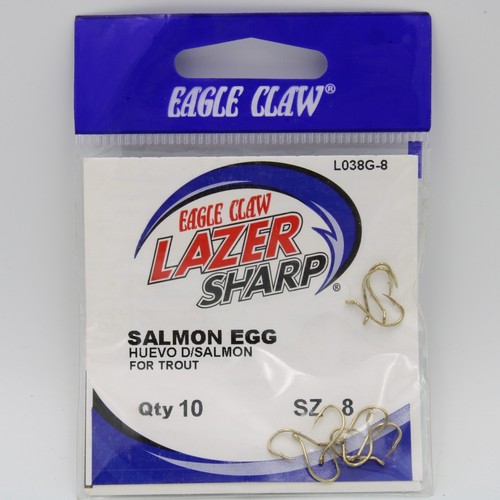 EAGLE CLAW®
L038G-8
EAGLE CLAW
LAZER
SHARP®
SALMON EGG
HUEVO D/SALMON
FOR TROUT
Qty 10 SZ 8